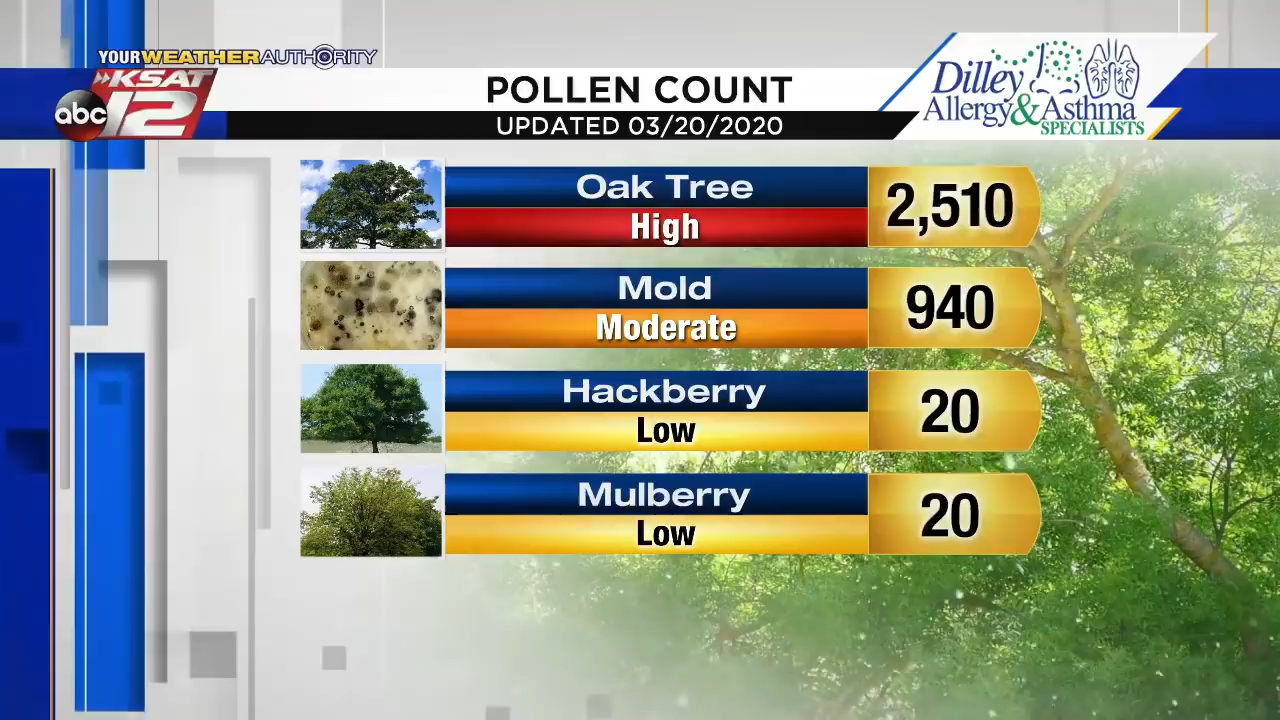 YOUR WEATHER AUTHORITY
KSAT
abc 12
POLLEN COUNT
UPDATED 03/20/2020
Dilley
Allergy&Asthma
SPECIALISTS
Oak Tree
High
2,510
Mold
Moderate
940
Hackberry
Low
20
Mulberry
Low
20